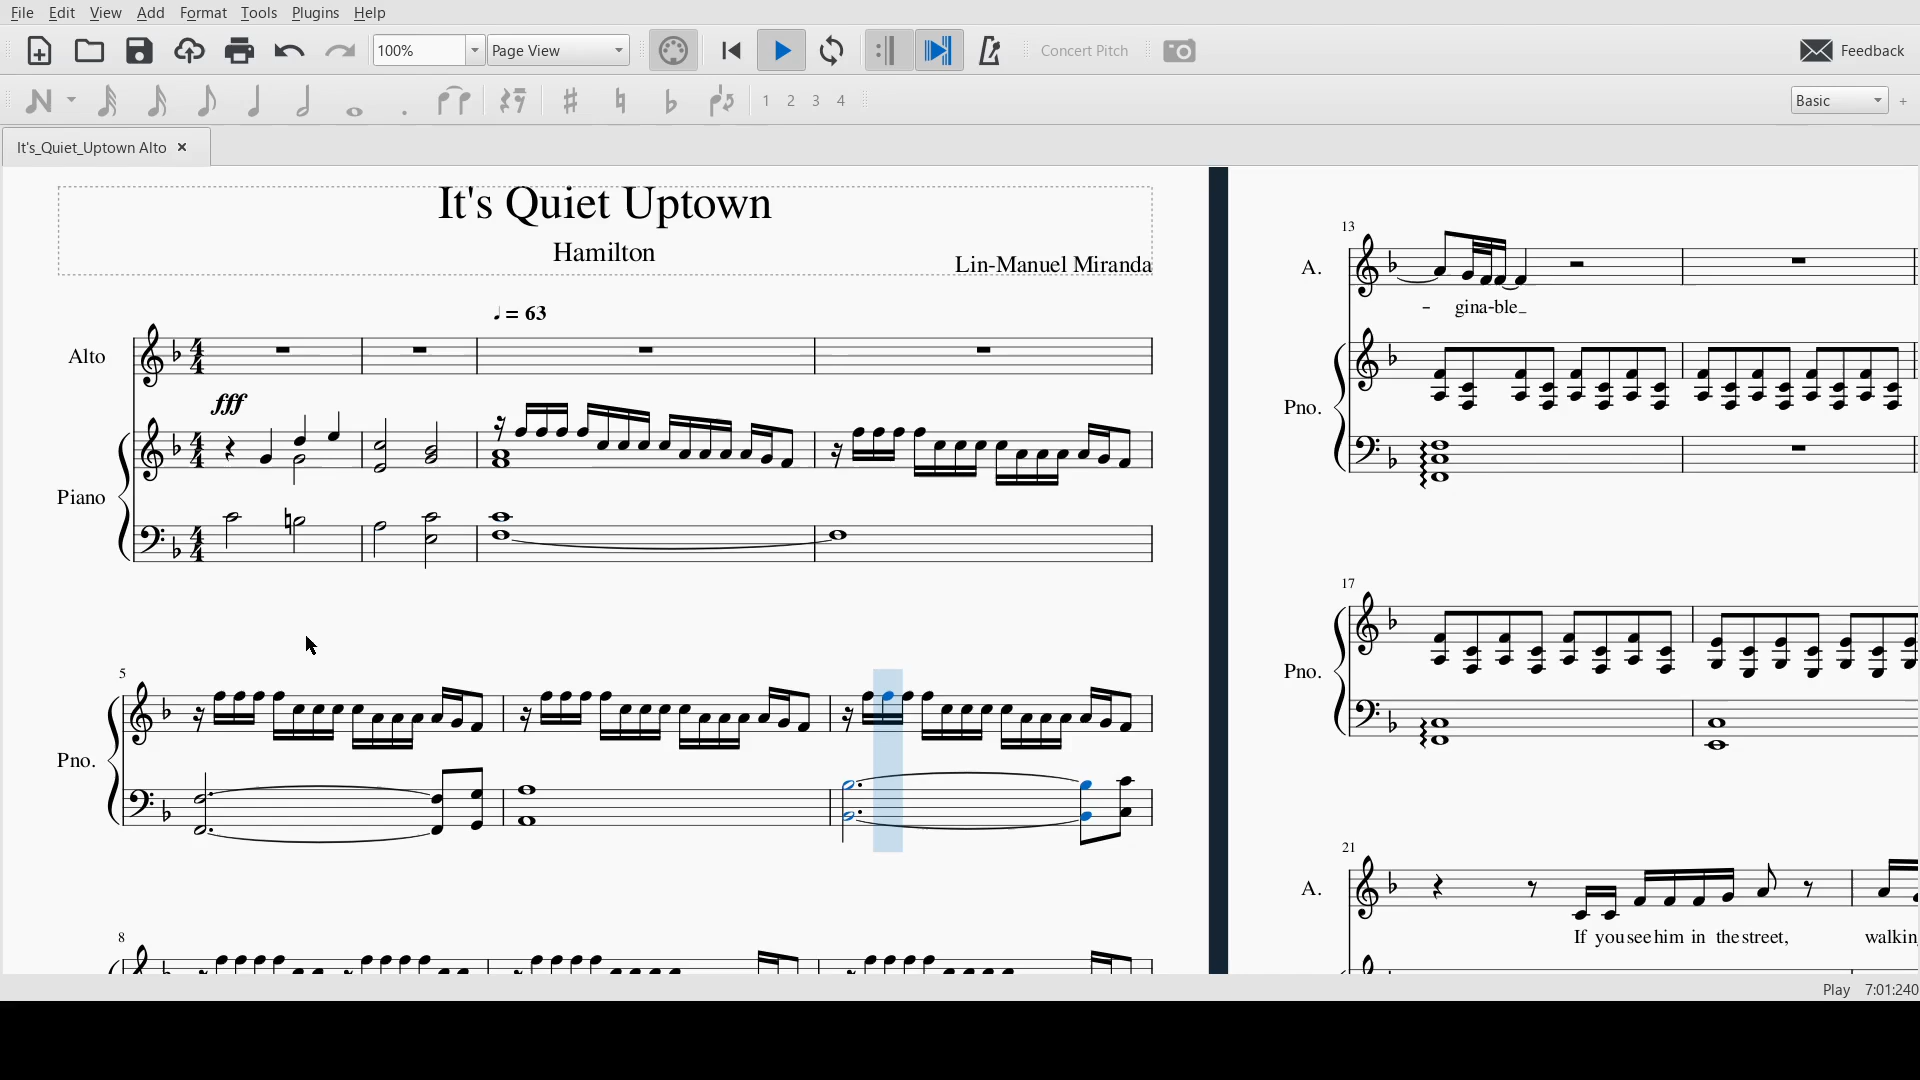 File Edit View Add Format Tools Plugins Help
100% Page View Concert Pitch Feedback
1 2 3 4 Basic +
It's_Quiet_Uptown Alto
It's Quiet Uptown
Hamilton
Lin-Manuel Miranda
♩ = 63
Alto
fff
Piano
5
Pno.
8
13
A.
- gina-ble_
Pno.
17
Pno.
21
A.
If you see him in the street, walkin
Play 7:01:240